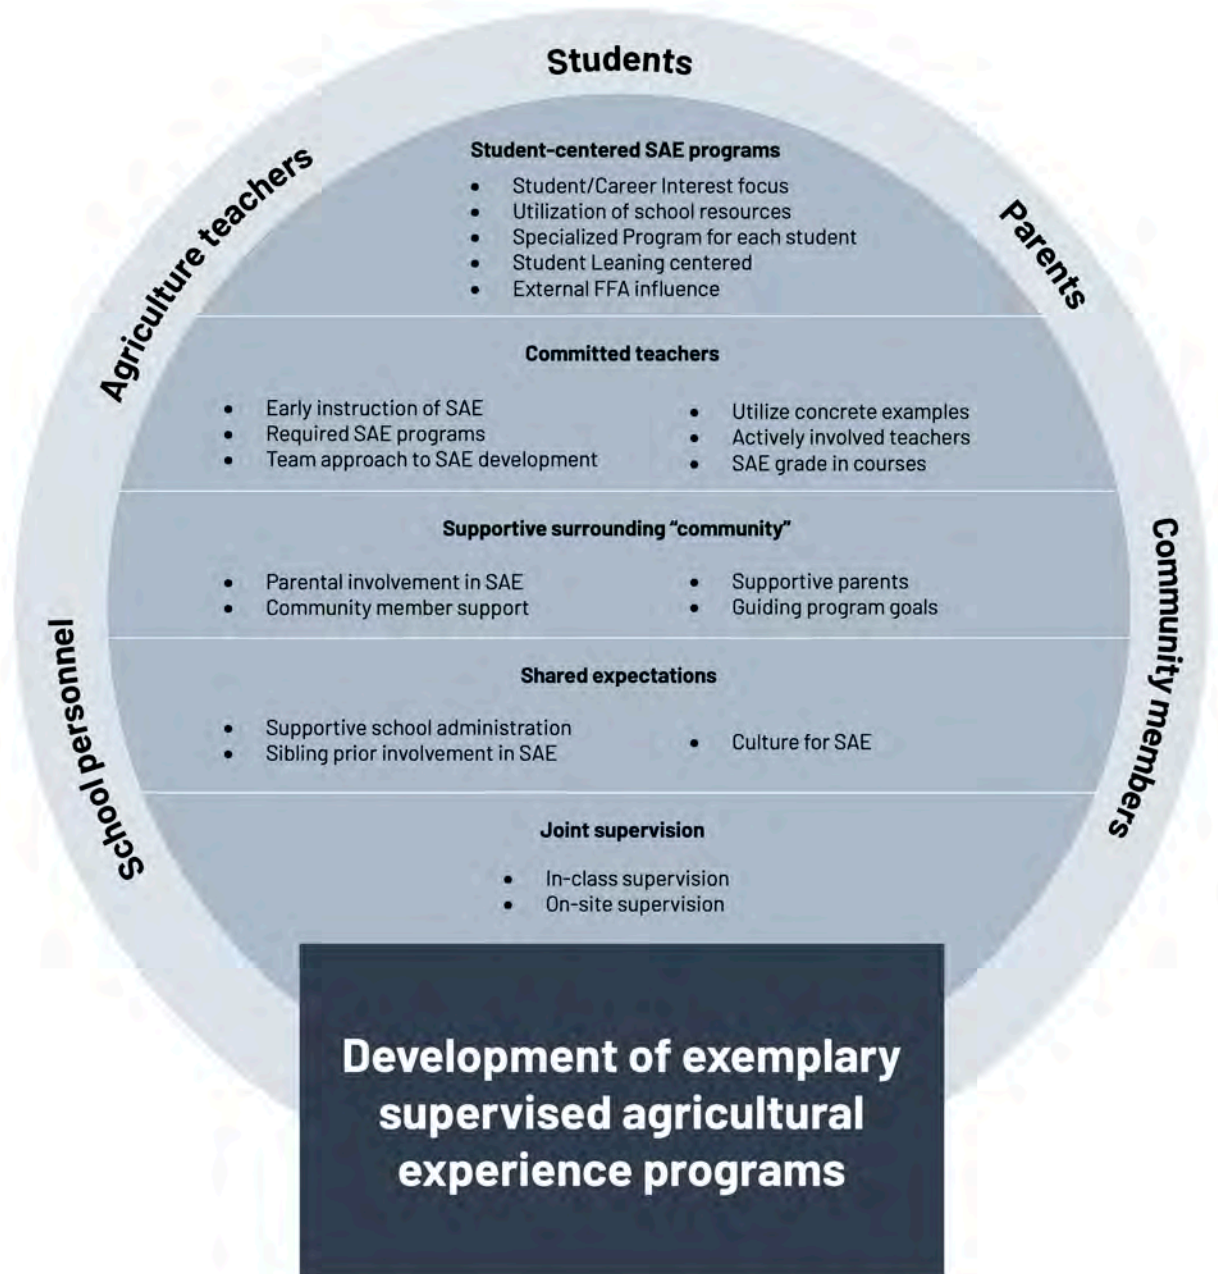 Students
Agriculture teachers
Parents
School personnel
Community members
Student-centered SAE programs
• Student/Career Interest focus
• Utilization of school resources
• Specialized Program for each student
• Student Leaning centered
• External FFA influence
Committed teachers
• Early instruction of SAE
• Required SAE programs
• Team approach to SAE development
• Utilize concrete examples
• Actively involved teachers
• SAE grade in courses
Supportive surrounding “community”
• Parental involvement in SAE
• Community member support
• Supportive parents
• Guiding program goals
Shared expectations
• Supportive school administration
• Sibling prior involvement in SAE
• Culture for SAE
Joint supervision
• In-class supervision
• On-site supervision
Development of exemplary
supervised agricultural
experience programs